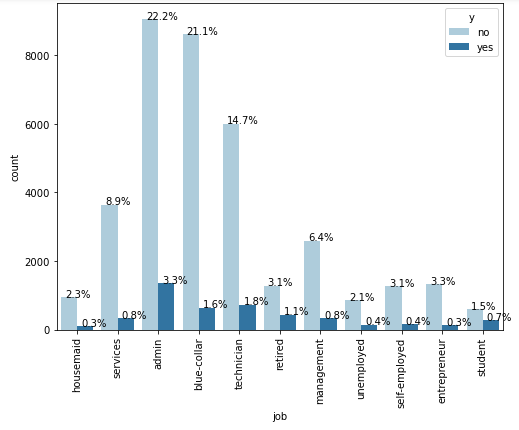 y
no
yes
22.2%
21.1%
14.7%
8.9%
6.4%
2.3%
0.3%
0.8%
3.3%
1.6%
1.8%
3.1%
1.1%
0.8%
2.1%
0.4%
3.1%
0.4%
3.3%
0.3%
1.5%
0.7%
8000
6000
4000
2000
0
count
housemaid
services
admin
blue-collar
technician
retired
management
unemployed
self-employed
entrepreneur
student
job